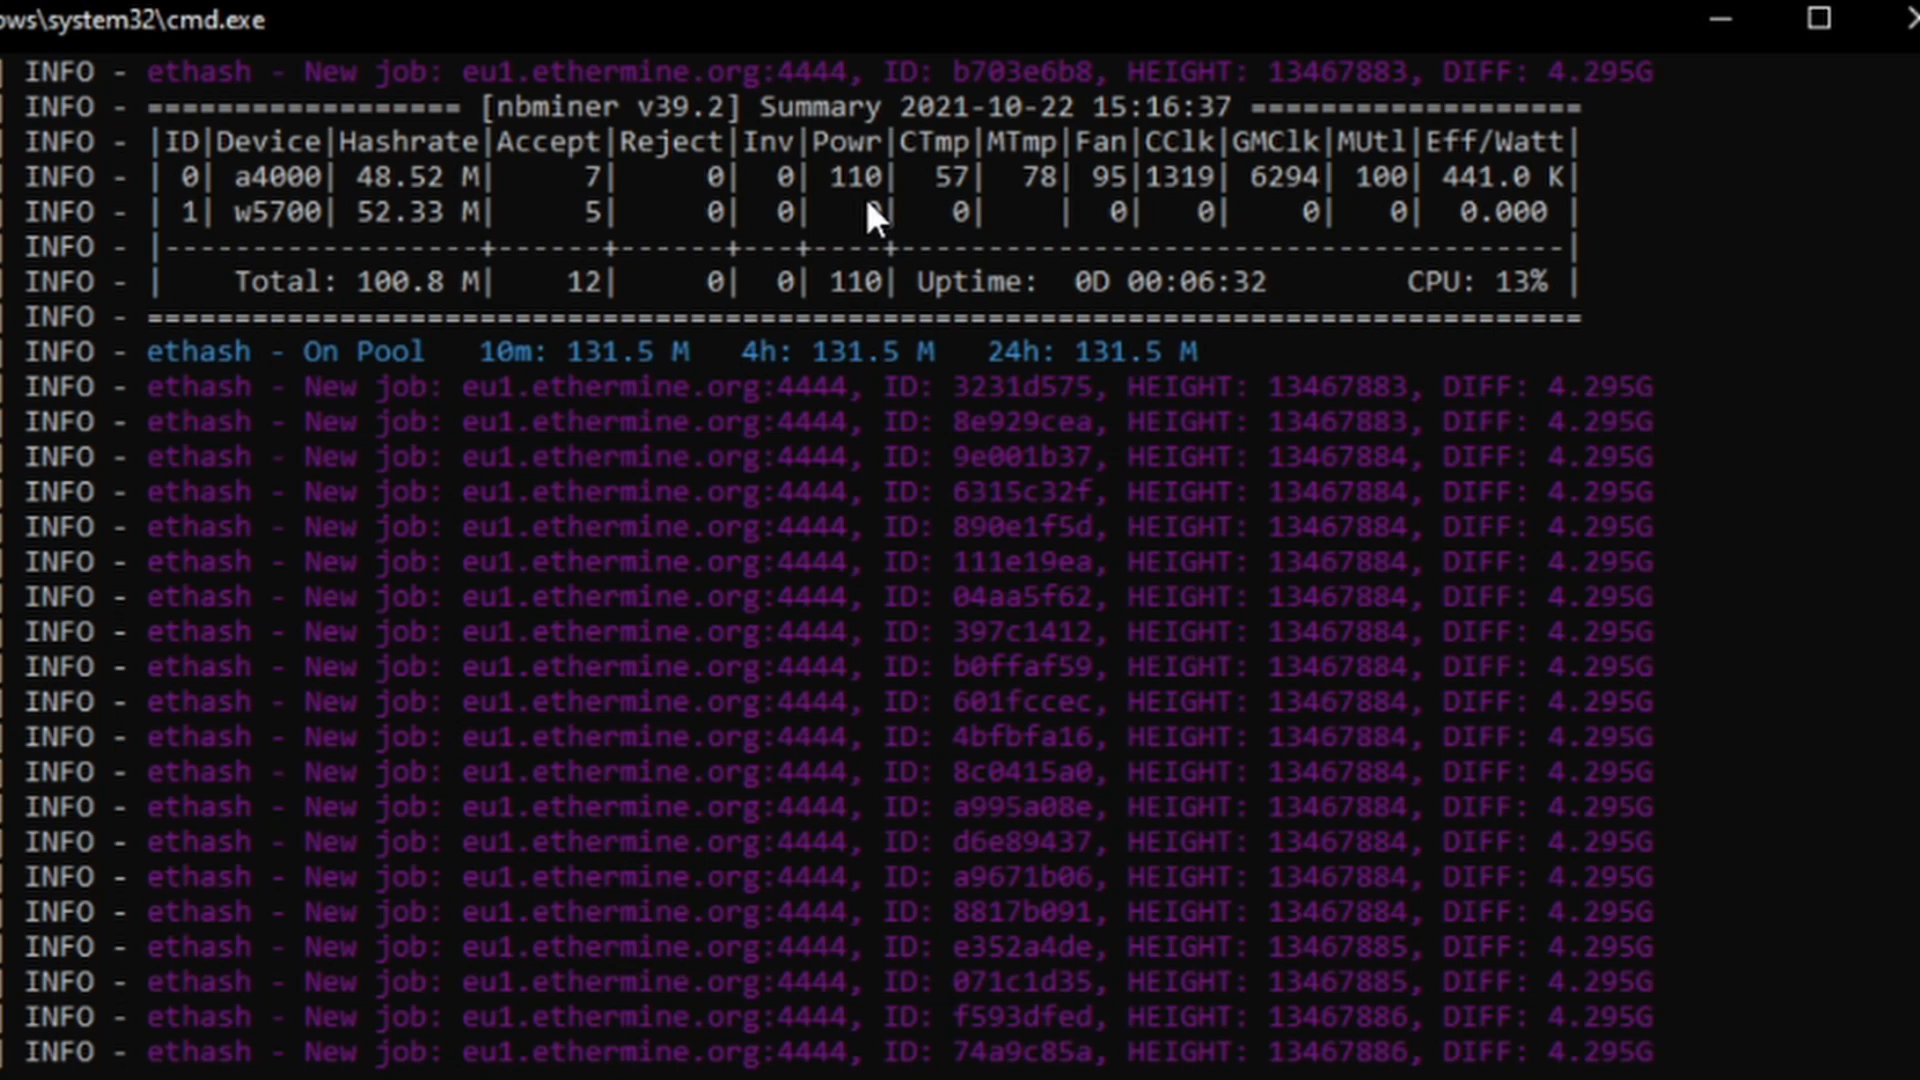 ows\system32\cmd.exe
INFO - ethash - New job: eu1.ethermine.org:4444, ID: b703e6b8, HEIGHT: 13467883, DIFF: 4.295G
INFO - ================== [nbminer v39.2] Summary 2021-10-22 15:16:37 ===================
INFO - |ID|Device|Hashrate|Accept|Reject|Inv|Powr|CTmp|MTmp|Fan|CClk|GMClk|MUtl|Eff/Watt|
INFO - | 0| a4000| 48.52 M| 7| 0| 0| 110| 57| 78| 95|1319| 6294| 100| 441.0 K|
INFO - | 1| w5700| 52.33 M| 5| 0| 0| | 0| | 0| 0| 0| 0| 0.000 |
INFO - |------------------+------+------+---+----+--------------------------------------|
INFO - | Total: 100.8 M| 12| 0| 0| 110| Uptime: 0D 00:06:32 CPU: 13% |
INFO - ==================================================================================
INFO - ethash - On Pool 10m: 131.5 M 4h: 131.5 M 24h: 131.5 M
INFO - ethash - New job: eu1.ethermine.org:4444, ID: 3231d575, HEIGHT: 13467883, DIFF: 4.295G
INFO - ethash - New job: eu1.ethermine.org:4444, ID: 8e929cea, HEIGHT: 13467883, DIFF: 4.295G
INFO - ethash - New job: eu1.ethermine.org:4444, ID: 9e001b37, HEIGHT: 13467884, DIFF: 4.295G
INFO - ethash - New job: eu1.ethermine.org:4444, ID: 6315c32f, HEIGHT: 13467884, DIFF: 4.295G
INFO - ethash - New job: eu1.ethermine.org:4444, ID: 890e1f5d, HEIGHT: 13467884, DIFF: 4.295G
INFO - ethash - New job: eu1.ethermine.org:4444, ID: 111e19ea, HEIGHT: 13467884, DIFF: 4.295G
INFO - ethash - New job: eu1.ethermine.org:4444, ID: 04aa5f62, HEIGHT: 13467884, DIFF: 4.295G
INFO - ethash - New job: eu1.ethermine.org:4444, ID: 397c1412, HEIGHT: 13467884, DIFF: 4.295G
INFO - ethash - New job: eu1.ethermine.org:4444, ID: b0ffaf59, HEIGHT: 13467884, DIFF: 4.295G
INFO - ethash - New job: eu1.ethermine.org:4444, ID: 601fccec, HEIGHT: 13467884, DIFF: 4.295G
INFO - ethash - New job: eu1.ethermine.org:4444, ID: 4bfbfa16, HEIGHT: 13467884, DIFF: 4.295G
INFO - ethash - New job: eu1.ethermine.org:4444, ID: 8c0415a0, HEIGHT: 13467884, DIFF: 4.295G
INFO - ethash - New job: eu1.ethermine.org:4444, ID: a995a08e, HEIGHT: 13467884, DIFF: 4.295G
INFO - ethash - New job: eu1.ethermine.org:4444, ID: d6e89437, HEIGHT: 13467884, DIFF: 4.295G
INFO - ethash - New job: eu1.ethermine.org:4444, ID: a9671b06, HEIGHT: 13467884, DIFF: 4.295G
INFO - ethash - New job: eu1.ethermine.org:4444, ID: 8817b091, HEIGHT: 13467884, DIFF: 4.295G
INFO - ethash - New job: eu1.ethermine.org:4444, ID: e352a4de, HEIGHT: 13467885, DIFF: 4.295G
INFO - ethash - New job: eu1.ethermine.org:4444, ID: 071c1d35, HEIGHT: 13467885, DIFF: 4.295G
INFO - ethash - New job: eu1.ethermine.org:4444, ID: f593dfed, HEIGHT: 13467886, DIFF: 4.295G
INFO - ethash - New job: eu1.ethermine.org:4444, ID: 74a9c85a, HEIGHT: 13467886, DIFF: 4.295G